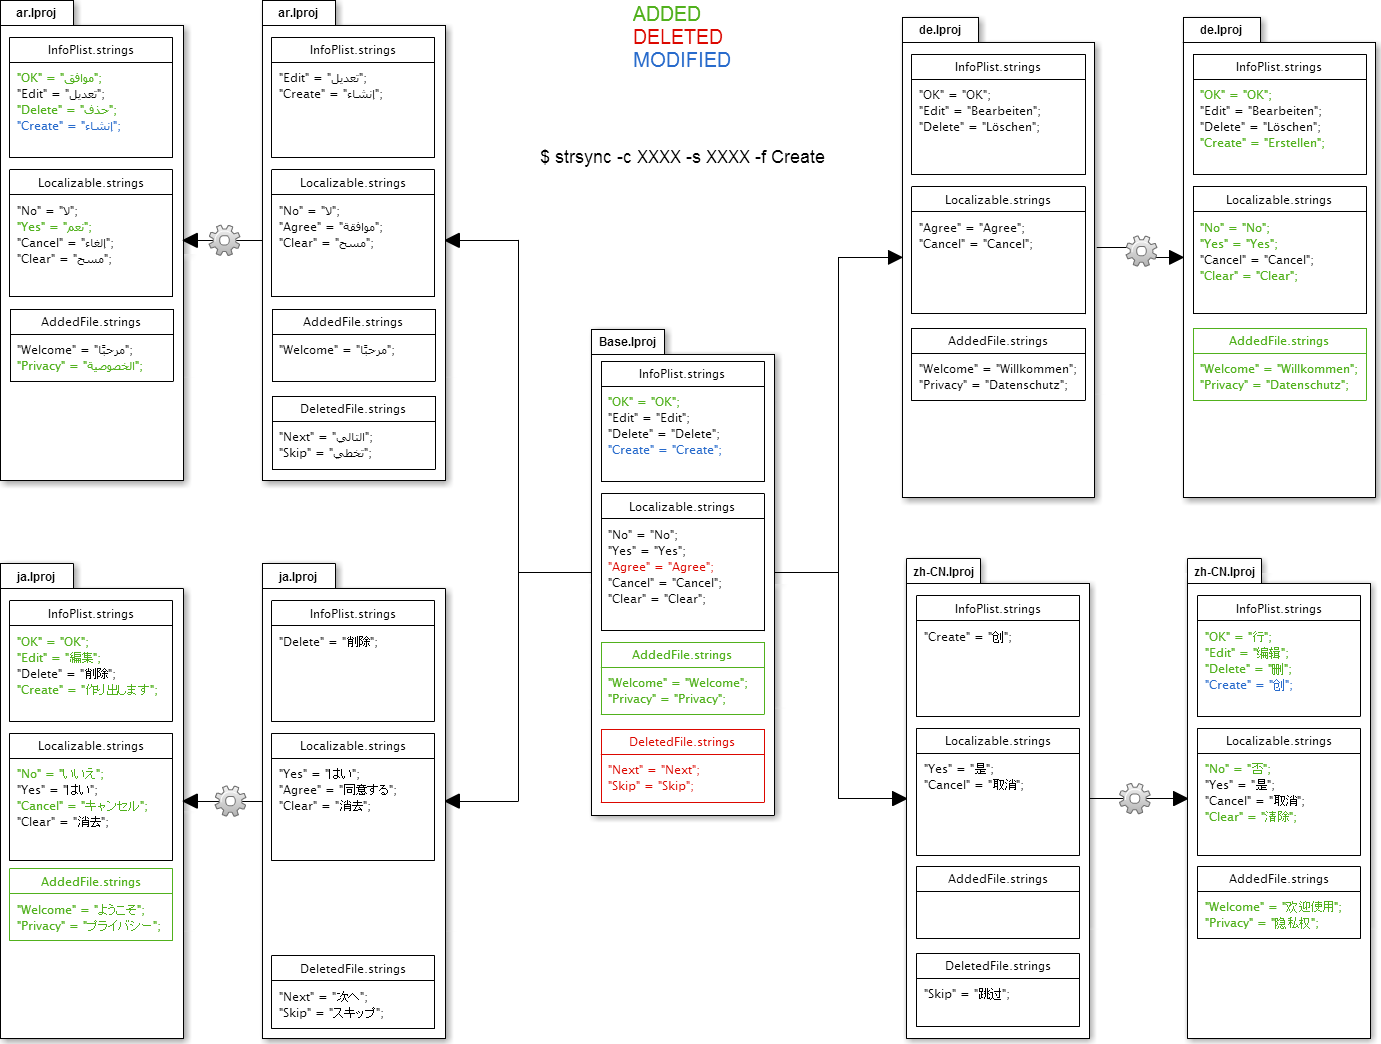 ADDED
DELETED
MODIFIED
$ strsync -c XXXX -s XXXX -f Create
ar.lproj
InfoPlist.strings
"OK" = "موافق";
"Edit" = "تعديل";
"Delete" = "حذف";
"Create" = "إنشاء";
Localizable.strings
"No" = "لا";
"Yes" = "نعم";
"Cancel" = "إلغاء";
"Clear" = "مسح";
AddedFile.strings
"Welcome" = "مرحبًا";
"Privacy" = "الخصوصية";
ar.lproj
InfoPlist.strings
"Edit" = "تعديل";
"Create" = "إنشاء";
Localizable.strings
"No" = "لا";
"Agree" = "موافقة";
"Clear" = "مسح";
AddedFile.strings
"Welcome" = "مرحبًا";
DeletedFile.strings
"Next" = "التالي";
"Skip" = "تخطي";
Base.lproj
InfoPlist.strings
"OK" = "OK";
"Edit" = "Edit";
"Delete" = "Delete";
"Create" = "Create";
Localizable.strings
"No" = "No";
"Yes" = "Yes";
"Agree" = "Agree";
"Cancel" = "Cancel";
"Clear" = "Clear";
AddedFile.strings
"Welcome" = "Welcome";
"Privacy" = "Privacy";
DeletedFile.strings
"Next" = "Next";
"Skip" = "Skip";
de.lproj
InfoPlist.strings
"OK" = "OK";
"Edit" = "Bearbeiten";
"Delete" = "Löschen";
Localizable.strings
"Agree" = "Agree";
"Cancel" = "Cancel";
AddedFile.strings
"Welcome" = "Willkommen";
"Privacy" = "Datenschutz";
de.lproj
InfoPlist.strings
"OK" = "OK";
"Edit" = "Bearbeiten";
"Delete" = "Löschen";
"Create" = "Erstellen";
Localizable.strings
"No" = "No";
"Yes" = "Yes";
"Cancel" = "Cancel";
"Clear" = "Clear";
AddedFile.strings
"Welcome" = "Willkommen";
"Privacy" = "Datenschutz";
ja.lproj
InfoPlist.strings
"OK" = "OK";
"Edit" = "編集";
"Delete" = "削除";
"Create" = "作り出します";
Localizable.strings
"No" = "いいえ";
"Yes" = "はい";
"Cancel" = "キャンセル";
"Clear" = "消去";
AddedFile.strings
"Welcome" = "ようこそ";
"Privacy" = "プライバシー";
ja.lproj
InfoPlist.strings
"Delete" = "削除";
Localizable.strings
"Yes" = "はい";
"Agree" = "同意する";
"Clear" = "消去";
DeletedFile.strings
"Next" = "次へ";
"Skip" = "スキップ";
zh-CN.lproj
InfoPlist.strings
"Create" = "创";
Localizable.strings
"Yes" = "是";
"Cancel" = "取消";
AddedFile.strings
DeletedFile.strings
"Skip" = "跳过";
zh-CN.lproj
InfoPlist.strings
"OK" = "行";
"Edit" = "编辑";
"Delete" = "删";
"Create" = "创";
Localizable.strings
"No" = "否";
"Yes" = "是";
"Cancel" = "取消";
"Clear" = "清除";
AddedFile.strings
"Welcome" = "欢迎使用";
"Privacy" = "隐私权";